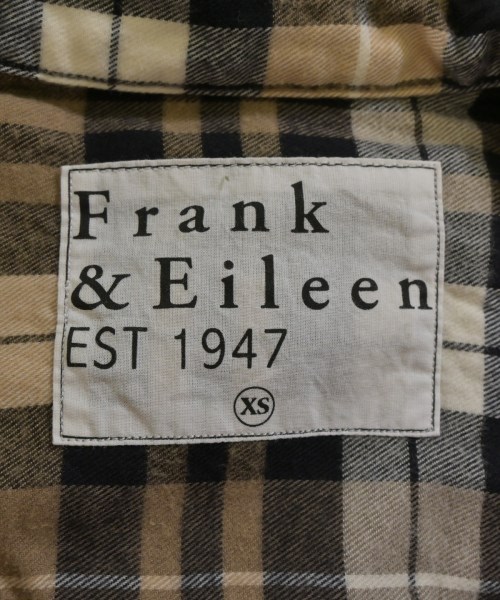 Frank
& Eileen
EST 1947
XS